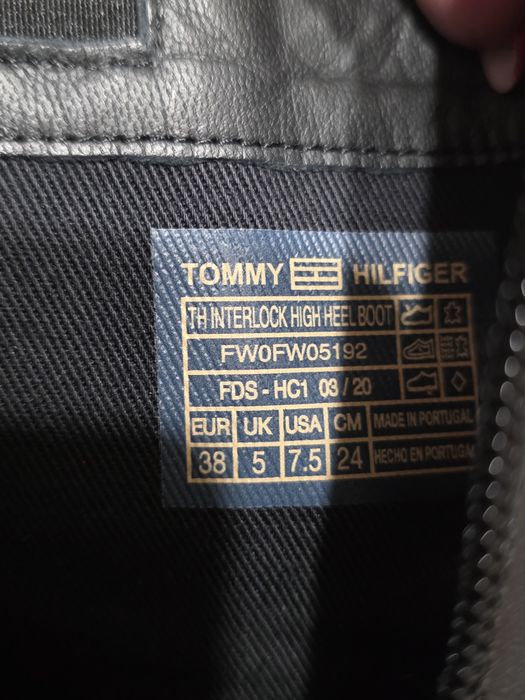 TOMMY HILFIGER
TH INTERLOCK HIGH HEEL BOOT
FW0FW05192
FDS - HC1 03 / 20
EUR UK USA CM MADE IN PORTUGAL
38 5 7.5 24 HECHO EN PORTUGAL